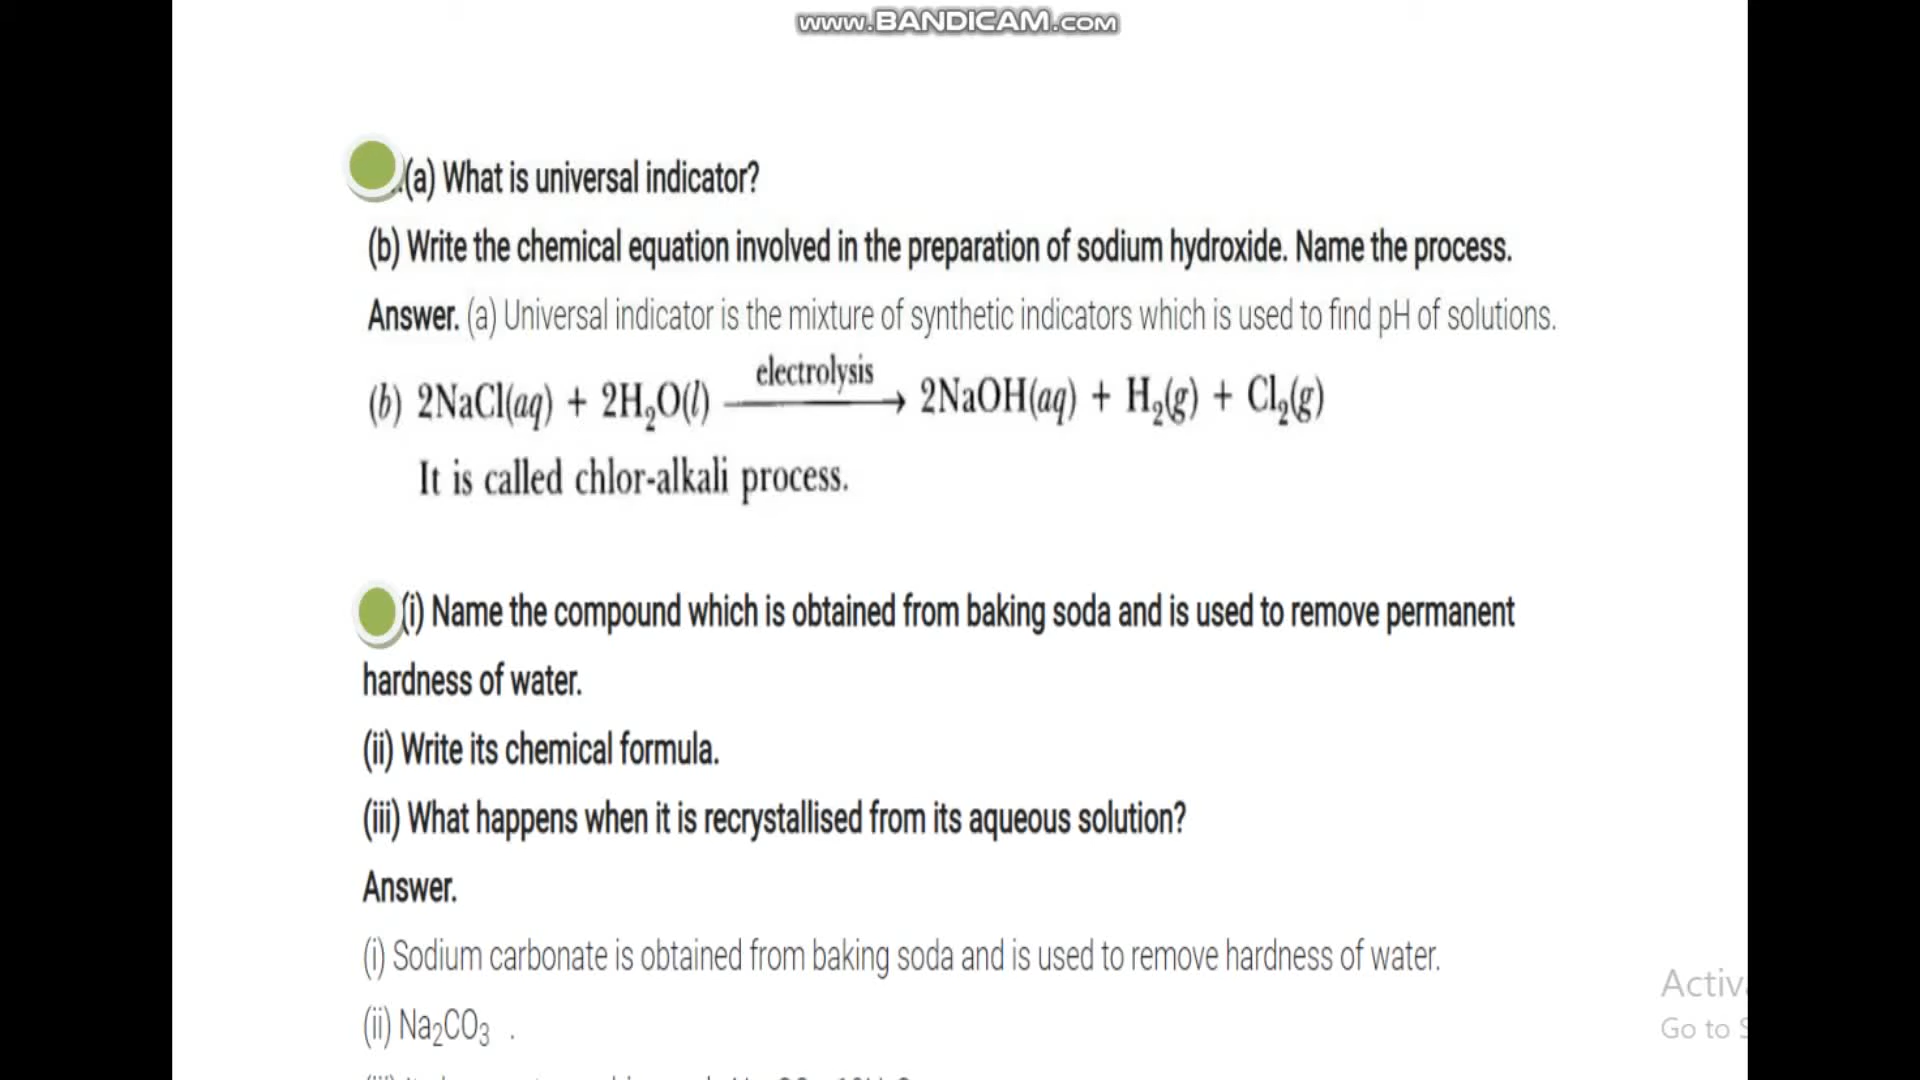 www.BANDICAM.com
(a) What is universal indicator?
(b) Write the chemical equation involved in the preparation of sodium hydroxide. Name the process.
Answer. (a) Universal indicator is the mixture of synthetic indicators which is used to find pH of solutions.
(b) 2NaCl(aq) + 2H₂O(l) electrolysis → 2NaOH(aq) + H₂(g) + Cl₂(g)
It is called chlor-alkali process.
(i) Name the compound which is obtained from baking soda and is used to remove permanent
hardness of water.
(ii) Write its chemical formula.
(iii) What happens when it is recrystallised from its aqueous solution?
Answer.
(i) Sodium carbonate is obtained from baking soda and is used to remove hardness of water.
(ii) Na₂CO₃ .
Activ
Go to S